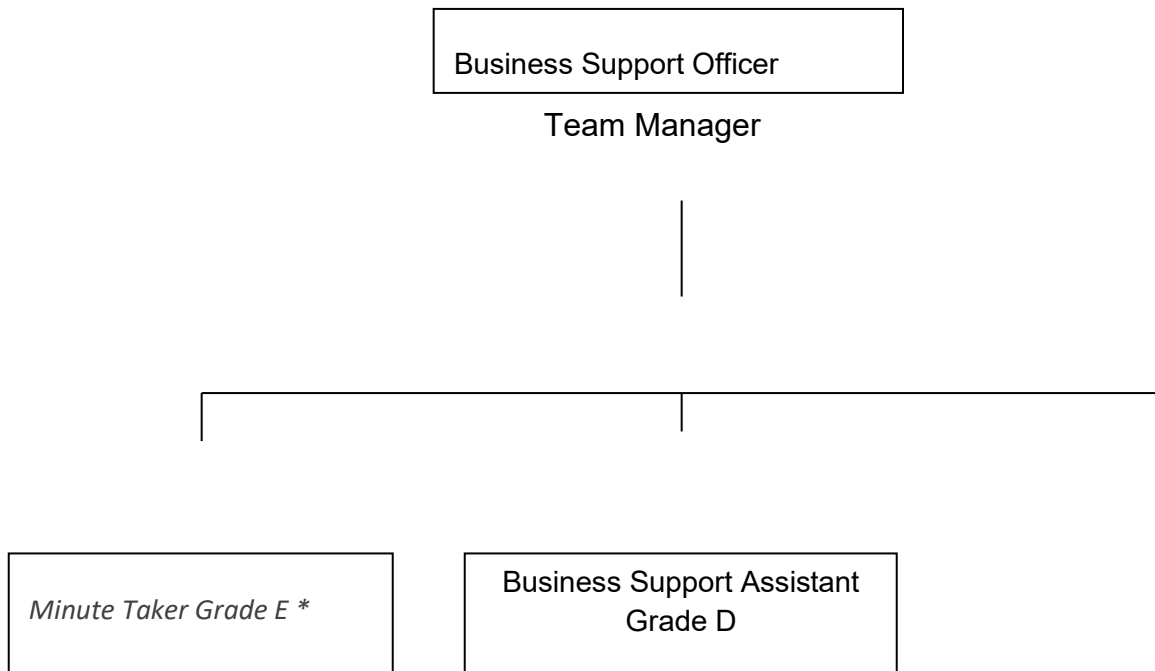 Business Support Officer
Team Manager
Minute Taker Grade E *
Business Support Assistant
Grade D